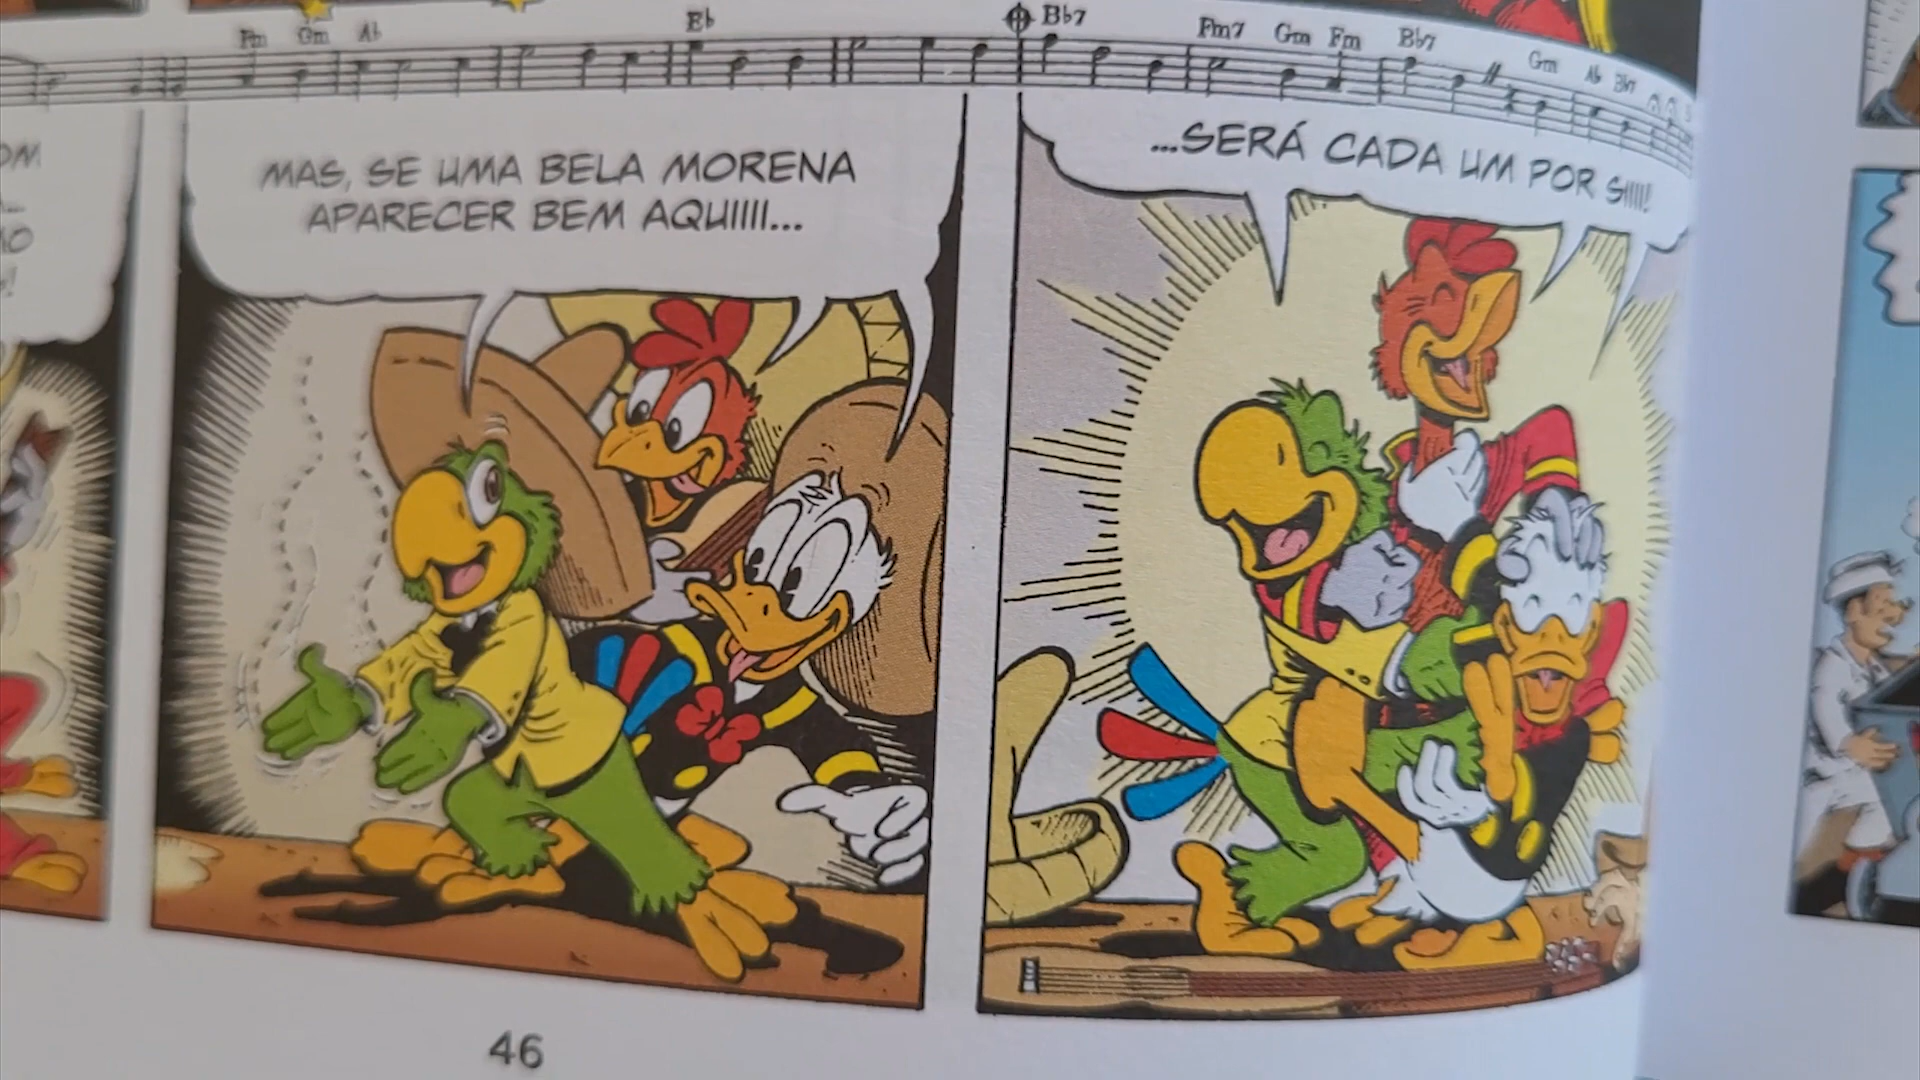 Fm Gm Ab Eb Bb7 Fm7 Gm Fm Bb7 Gm Ab Bb7
MAS, SE UMA BELA MORENA
APARECER BEM AQUIIII...
...SERÁ CADA UM POR SIIII!
46